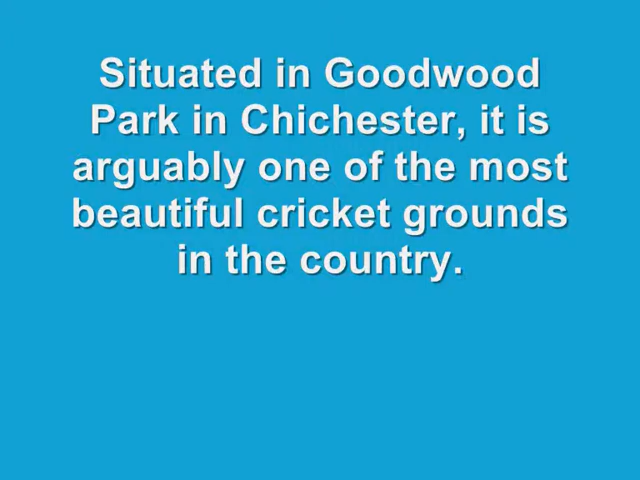 Situated in Goodwood
Park in Chichester, it is
arguably one of the most
beautiful cricket grounds
in the country.